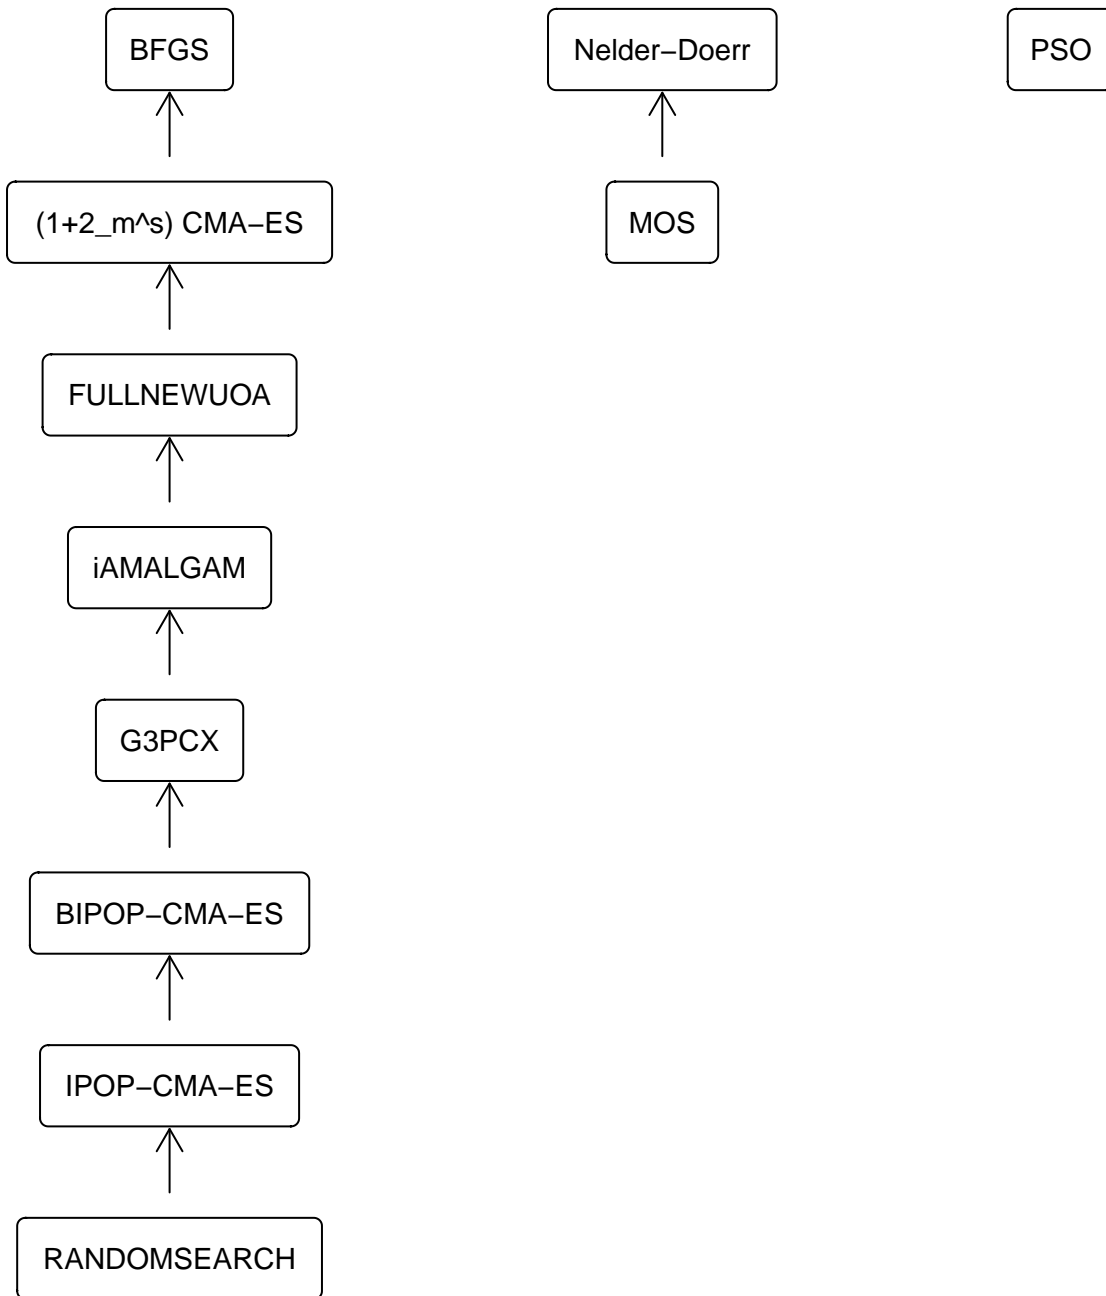 BFGS
Nelder−Doerr
PSO
(1+2_m^s) CMA−ES
MOS
FULLNEWUOA
iAMALGAM
G3PCX
BIPOP−CMA−ES
IPOP−CMA−ES
RANDOMSEARCH